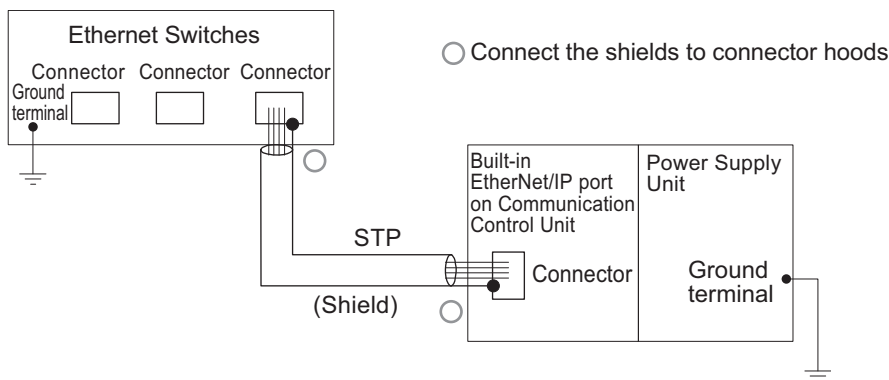 Ethernet Switches
Connector Connector Connector
Ground
terminal
Connect the shields to connector hoods
STP
(Shield)
Built-in
EtherNet/IP port
on Communication
Control Unit
Connector
Power Supply
Unit
Ground
terminal